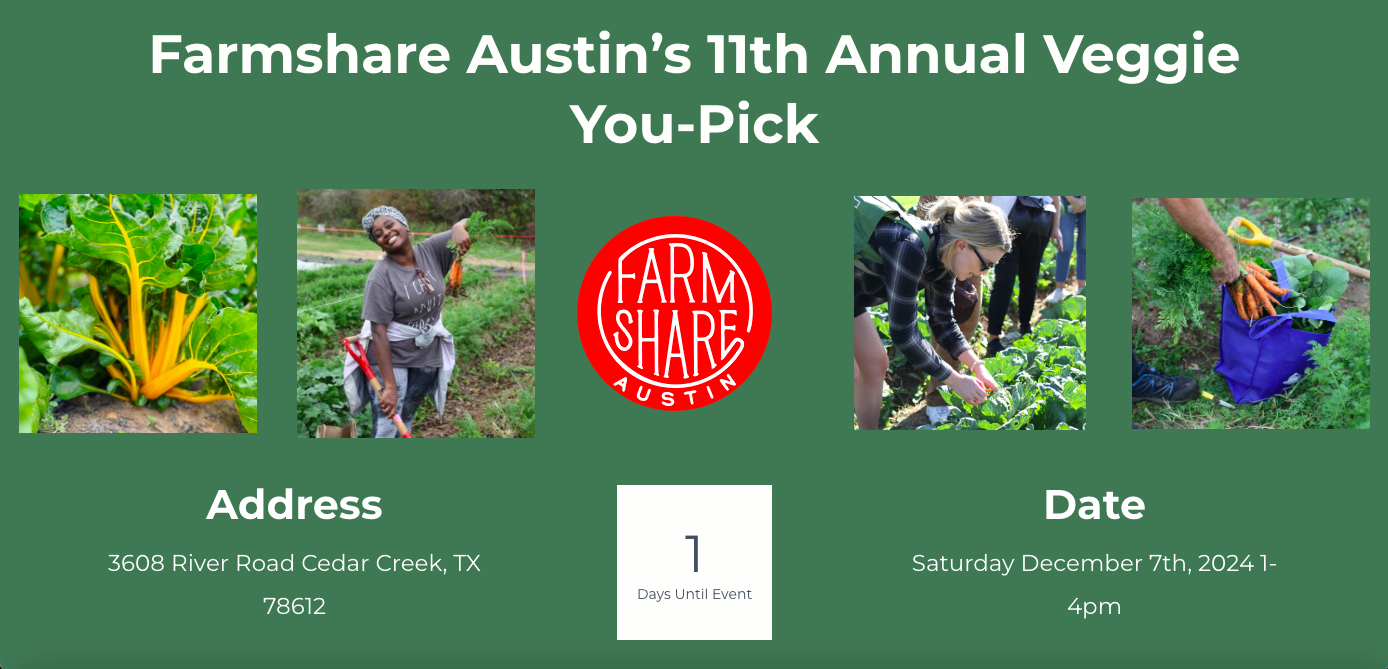 Farmshare Austin’s 11th Annual Veggie
You-Pick
FARM
SHARE
AUSTIN
Address
3608 River Road Cedar Creek, TX
78612
1
Days Until Event
Date
Saturday December 7th, 2024 1-
4pm